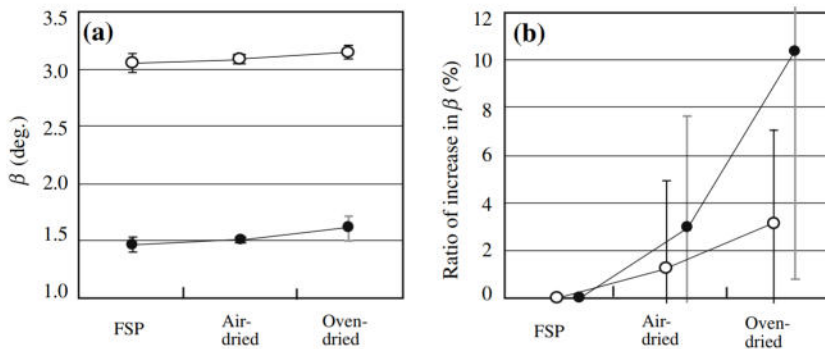 (a)
β (deg.)
3.5
3.0
2.5
2.0
1.5
1.0
FSP
Air-
dried
Oven-
dried
(b)
Ratio of increase in β (%)
12
10
8
6
4
2
0
FSP
Air-
dried
Oven-
dried